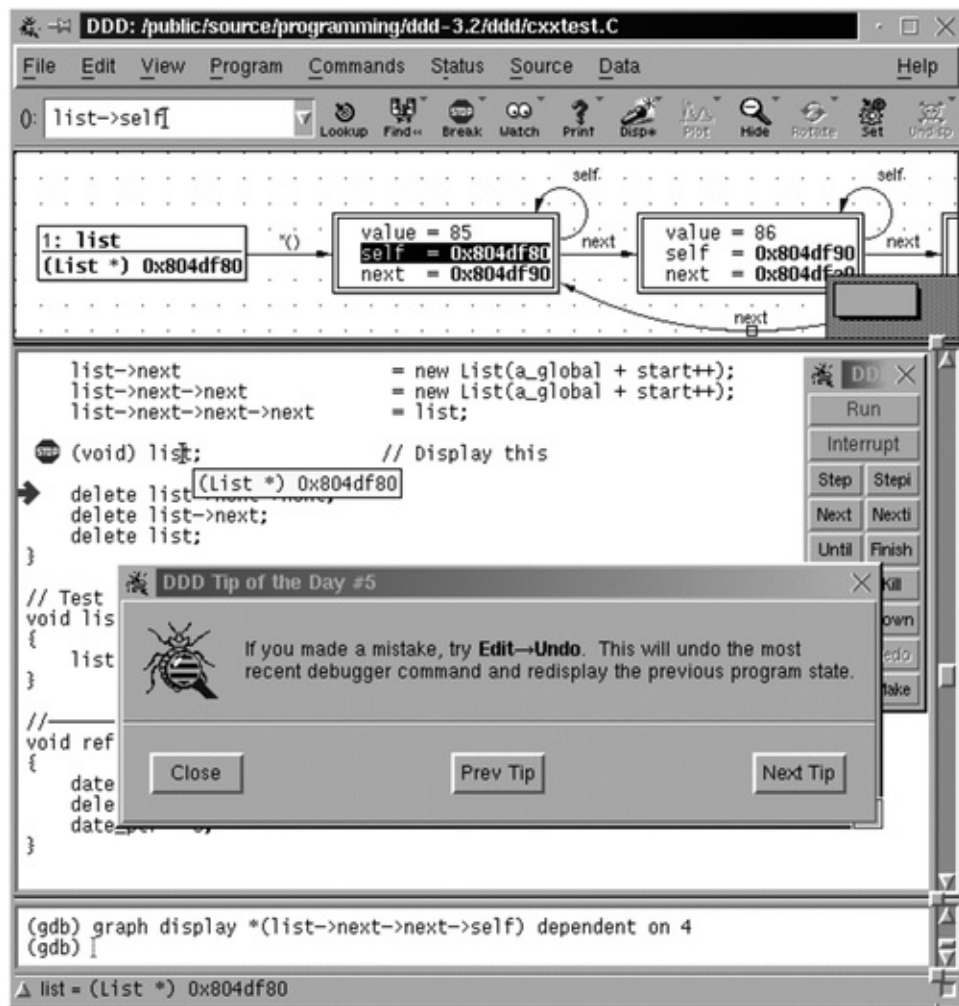 DDD: /public/source/programming/ddd-3.2/ddd/cxxtest.C
File Edit View Program Commands Status Source Data Help
(): list->self
Lookup Find« Break Watch Print Disp* Plot Hide Rotate Set Undisp
self self
1: list
(List *) 0x804df80
*()
value = 85
self = 0x804df80
next = 0x804df90
next
value = 86
self = 0x804df90
next =
next
next
list->next = new List(a_global + start++);
list->next->next = new List(a_global + start++);
list->next->next->next = list;
STOP (void) list; // Display this
(List *) 0x804df80
delete
delete list->next;
delete list;
}
// Test
void lis
{
list
}
//
void ref
{
date
dele
}
DDD
Run
Interrupt
Step Stepi
Next Nexti
Until Finish
Kill
own
edo
Make
DDD Tip of the Day #5
If you made a mistake, try Edit→Undo. This will undo the most
recent debugger command and redisplay the previous program state.
Close Prev Tip Next Tip
(gdb) graph display *(list->next->next->self) dependent on 4
(gdb)
list = (List *) 0x804df80